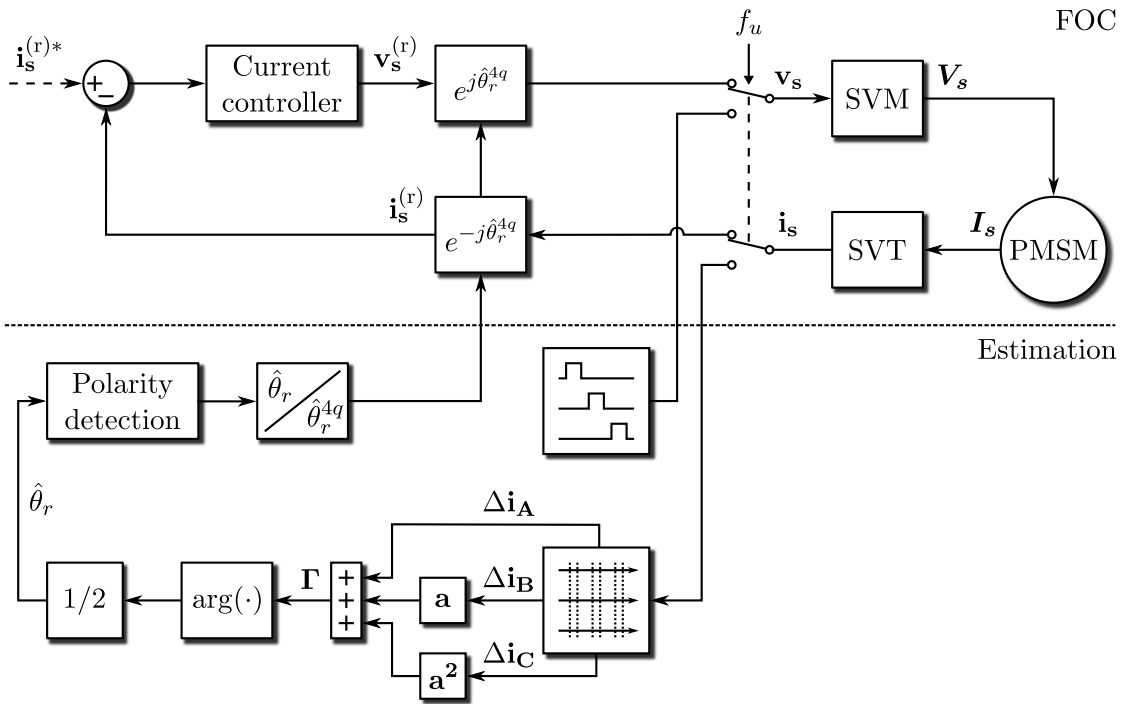 FOC
i_s^{(r)*}
+
−
Current
controller
v_s^{(r)}
e^{jθ̂_r^{4q}}
f_u
v_s
SVM
V_s
i_s^{(r)}
e^{-jθ̂_r^{4q}}
i_s
SVT
I_s
PMSM
Estimation
Polarity
detection
θ̂_r
θ̂_r^{4q}
θ̂_r
Δi_A
1/2
arg(·)
Γ
+
+
+
a
Δi_B
a^2
Δi_C